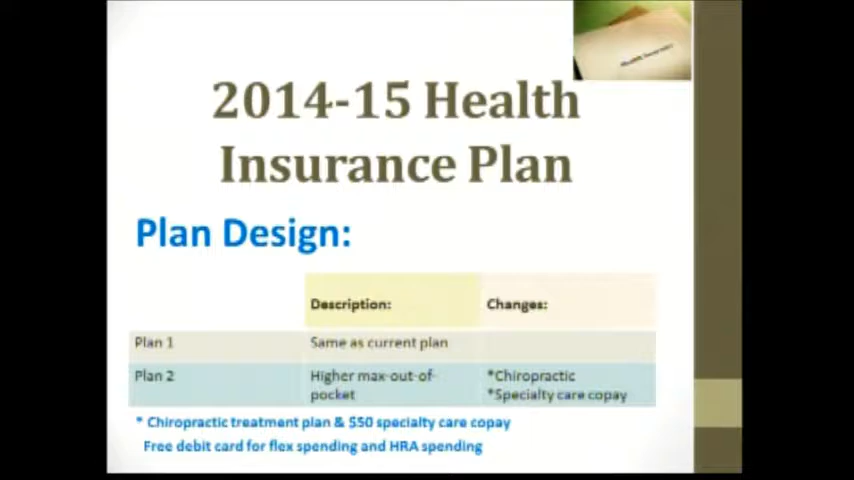 2014-15 Health
Insurance Plan
Plan Design:
Description: Changes:
Plan 1 Same as current plan
Plan 2 Higher max-out-of- *Chiropractic
pocket *Specialty care copay
* Chiropractic treatment plan & $50 specialty care copay
Free debit card for flex spending and HRA spending